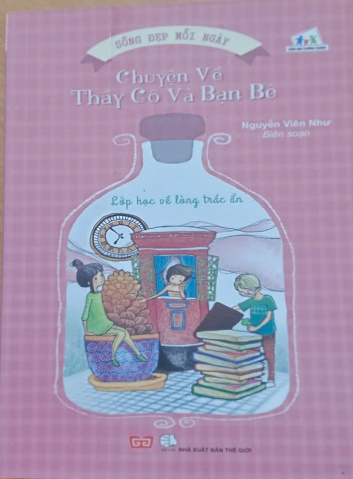 SỐNG ĐẸP MỖI NGÀY
Chuyện Về
Thầy Cô Và Bạn Bè
Nguyễn Viên Như
Biên soạn
Lớp học về lòng trắc ẩn
NHÀ XUẤT BẢN THẾ GIỚI